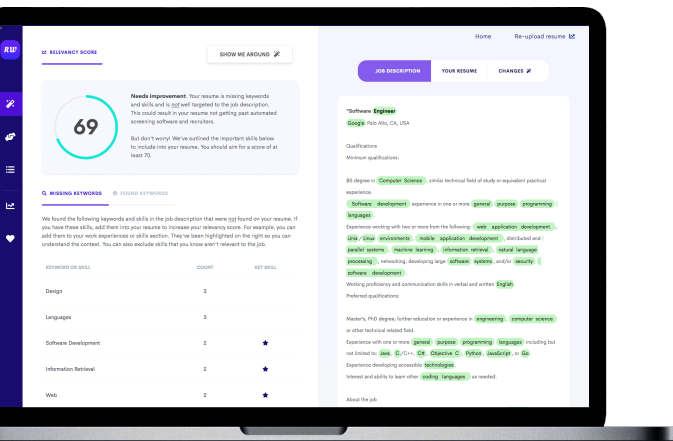 RW
RELEVANCY SCORE
SHOW ME AROUND
69
Needs improvement. Your resume is missing keywords
and skills and is not well targeted to the job description.
This could result in your resume not getting past automated
screening software and recruiters.
But don't worry! We've outlined the important skills below
to include into your resume. You should aim for a score of at
least 70.
MISSING KEYWORDS
FOUND KEYWORDS
We found the following keywords and skills in the job description that were not found on your resume. If
you have these skills, add them into your resume to increase your relevancy score. For example, you can
add them to your work experiences or skills section. They've been highlighted on the right so you can
understand the context. You can also exclude skills that you know aren't relevant to the job.
KEYWORD OR SKILL COUNT KEY SKILL
Design 3
Languages 3
Software Development 2
Information Retrieval 2
Web 2
Home Re-upload resume
JOB DESCRIPTION YOUR RESUME CHANGES
"Software Engineer
Google Palo Alto, CA, USA
Qualifications
Minimum qualifications:
BS degree in Computer Science, similar technical field of study or equivalent practical
experience.
Software development experience in one or more general purpose programming
languages.
Experience working with two or more from the following: web application development,
Unix/Linux environments, mobile application development, distributed and
parallel systems, machine learning, information retrieval, natural language
processing, networking, developing large software systems, and/or security
software development.
Working proficiency and communication skills in verbal and written English.
Preferred qualifications:
Master's, PhD degree, further education or experience in engineering, computer science
or other technical related field.
Experience with one or more general purpose programming languages including but
not limited to: Java, C/C++, C#, Objective C, Python, JavaScript, or Go.
Experience developing accessible technologies.
Interest and ability to learn other coding languages as needed.
About the job